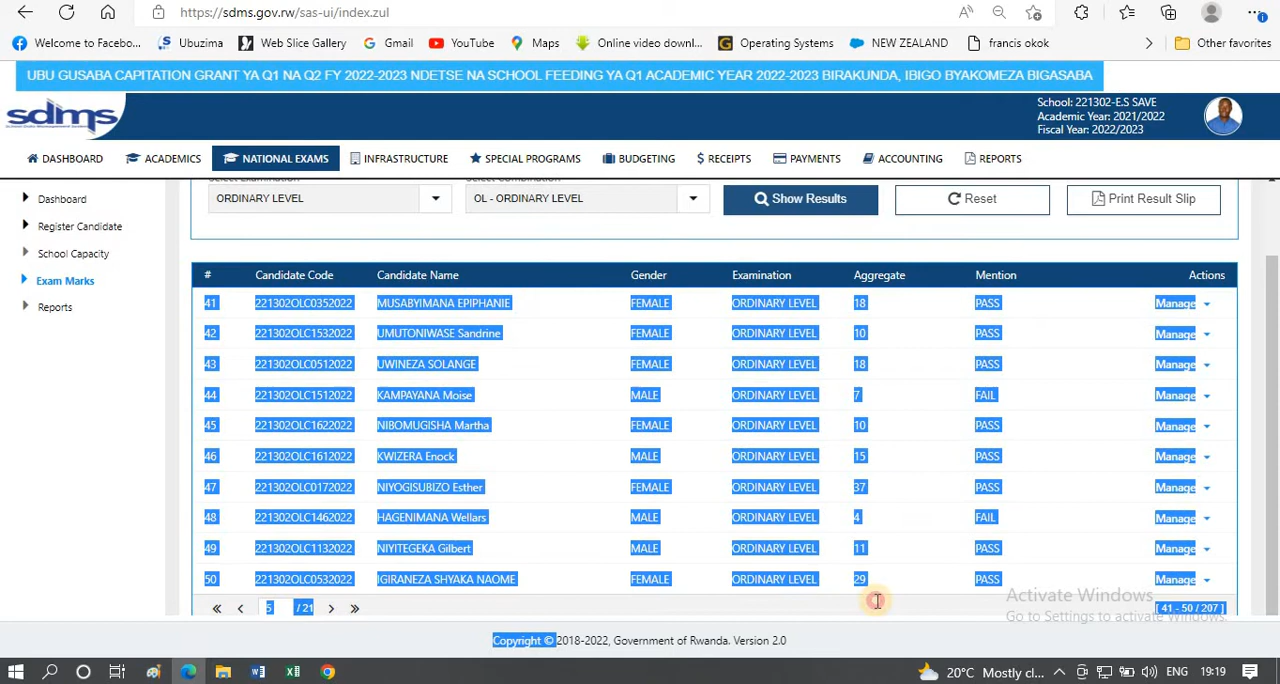 https://sdms.gov.rw/sas-ui/index.zul
Welcome to Facebo... Ubuzima Web Slice Gallery Gmail YouTube Maps Online video downl... Operating Systems NEW ZEALAND francis okok Other favorites
UBU GUSABA CAPITATION GRANT YA Q1 NA Q2 FY 2022-2023 NDETSE NA SCHOOL FEEDING YA Q1 ACADEMIC YEAR 2022-2023 BIRAKUNDA, IBIGO BYAKOMEZA BIGASABA
sdms
School: 221302-E.S SAVE
Academic Year: 2021/2022
Fiscal Year: 2022/2023
DASHBOARD ACADEMICS NATIONAL EXAMS INFRASTRUCTURE SPECIAL PROGRAMS BUDGETING RECEIPTS PAYMENTS ACCOUNTING REPORTS
Dashboard
Register Candidate
School Capacity
Exam Marks
Reports
ORDINARY LEVEL OL - ORDINARY LEVEL Show Results Reset Print Result Slip
# Candidate Code Candidate Name Gender Examination Aggregate Mention Actions
41 221302OLC0352022 MUSABYIMANA EPIPHANIE FEMALE ORDINARY LEVEL 18 PASS Manage
42 221302OLC1532022 UMUTONIWASE Sandrine FEMALE ORDINARY LEVEL 10 PASS Manage
43 221302OLC0512022 UWINEZA SOLANGE FEMALE ORDINARY LEVEL 18 PASS Manage
44 221302OLC1512022 KAMPAYANA Moise MALE ORDINARY LEVEL 7 FAIL Manage
45 221302OLC1622022 NIBOMUGISHA Martha FEMALE ORDINARY LEVEL 10 PASS Manage
46 221302OLC1612022 KWIZERA Enock MALE ORDINARY LEVEL 15 PASS Manage
47 221302OLC0172022 NIYOGISUBIZO Esther FEMALE ORDINARY LEVEL 37 PASS Manage
48 221302OLC1462022 HAGENIMANA Wellars MALE ORDINARY LEVEL 4 FAIL Manage
49 221302OLC1132022 NIYITEGEKA Gilbert MALE ORDINARY LEVEL 11 PASS Manage
50 221302OLC0532022 IGIRANEZA SHYAKA NAOME FEMALE ORDINARY LEVEL 29 PASS Manage
5 / 21 [ 41 - 50 / 207 ]
Activate Windows
Go to Settings to activate Windows.
Copyright © 2018-2022, Government of Rwanda. Version 2.0
20°C Mostly cl... ENG 19:19